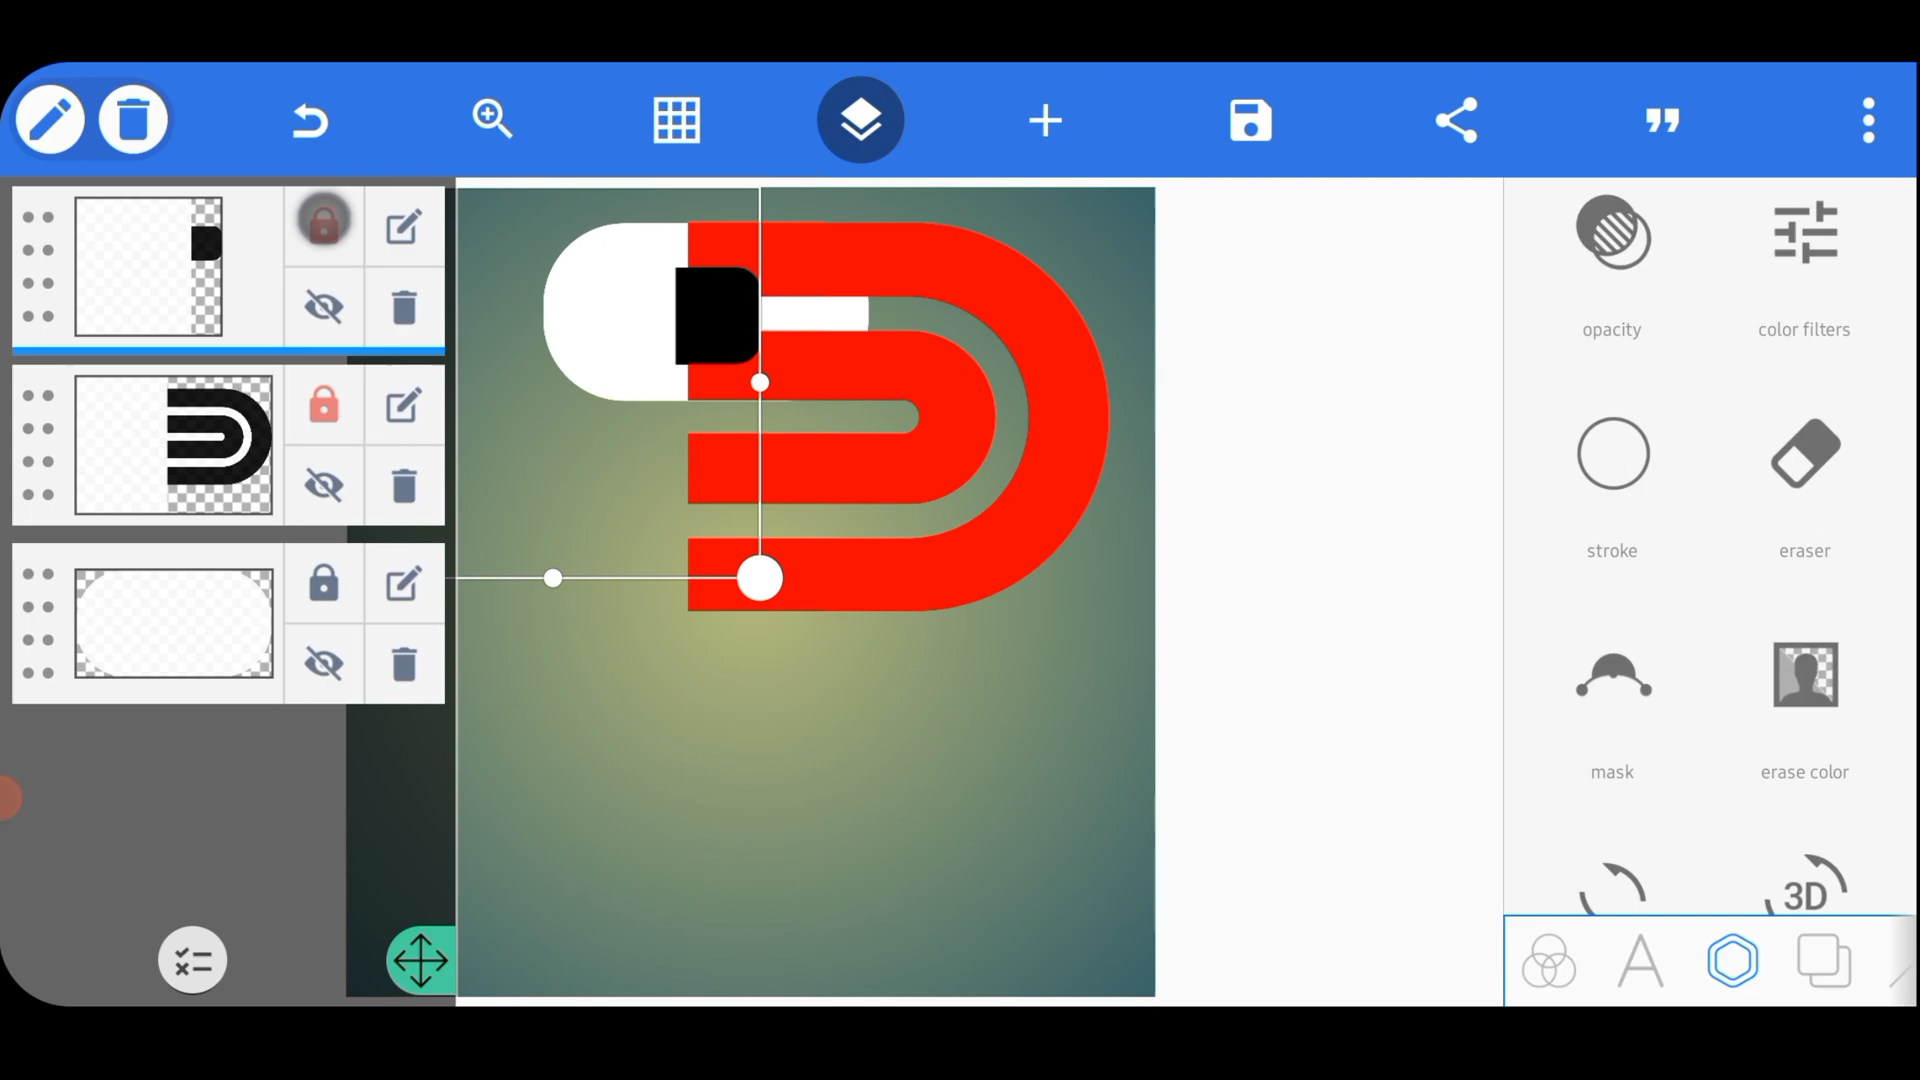 opacity
color filters
stroke
eraser
mask
erase color
3D